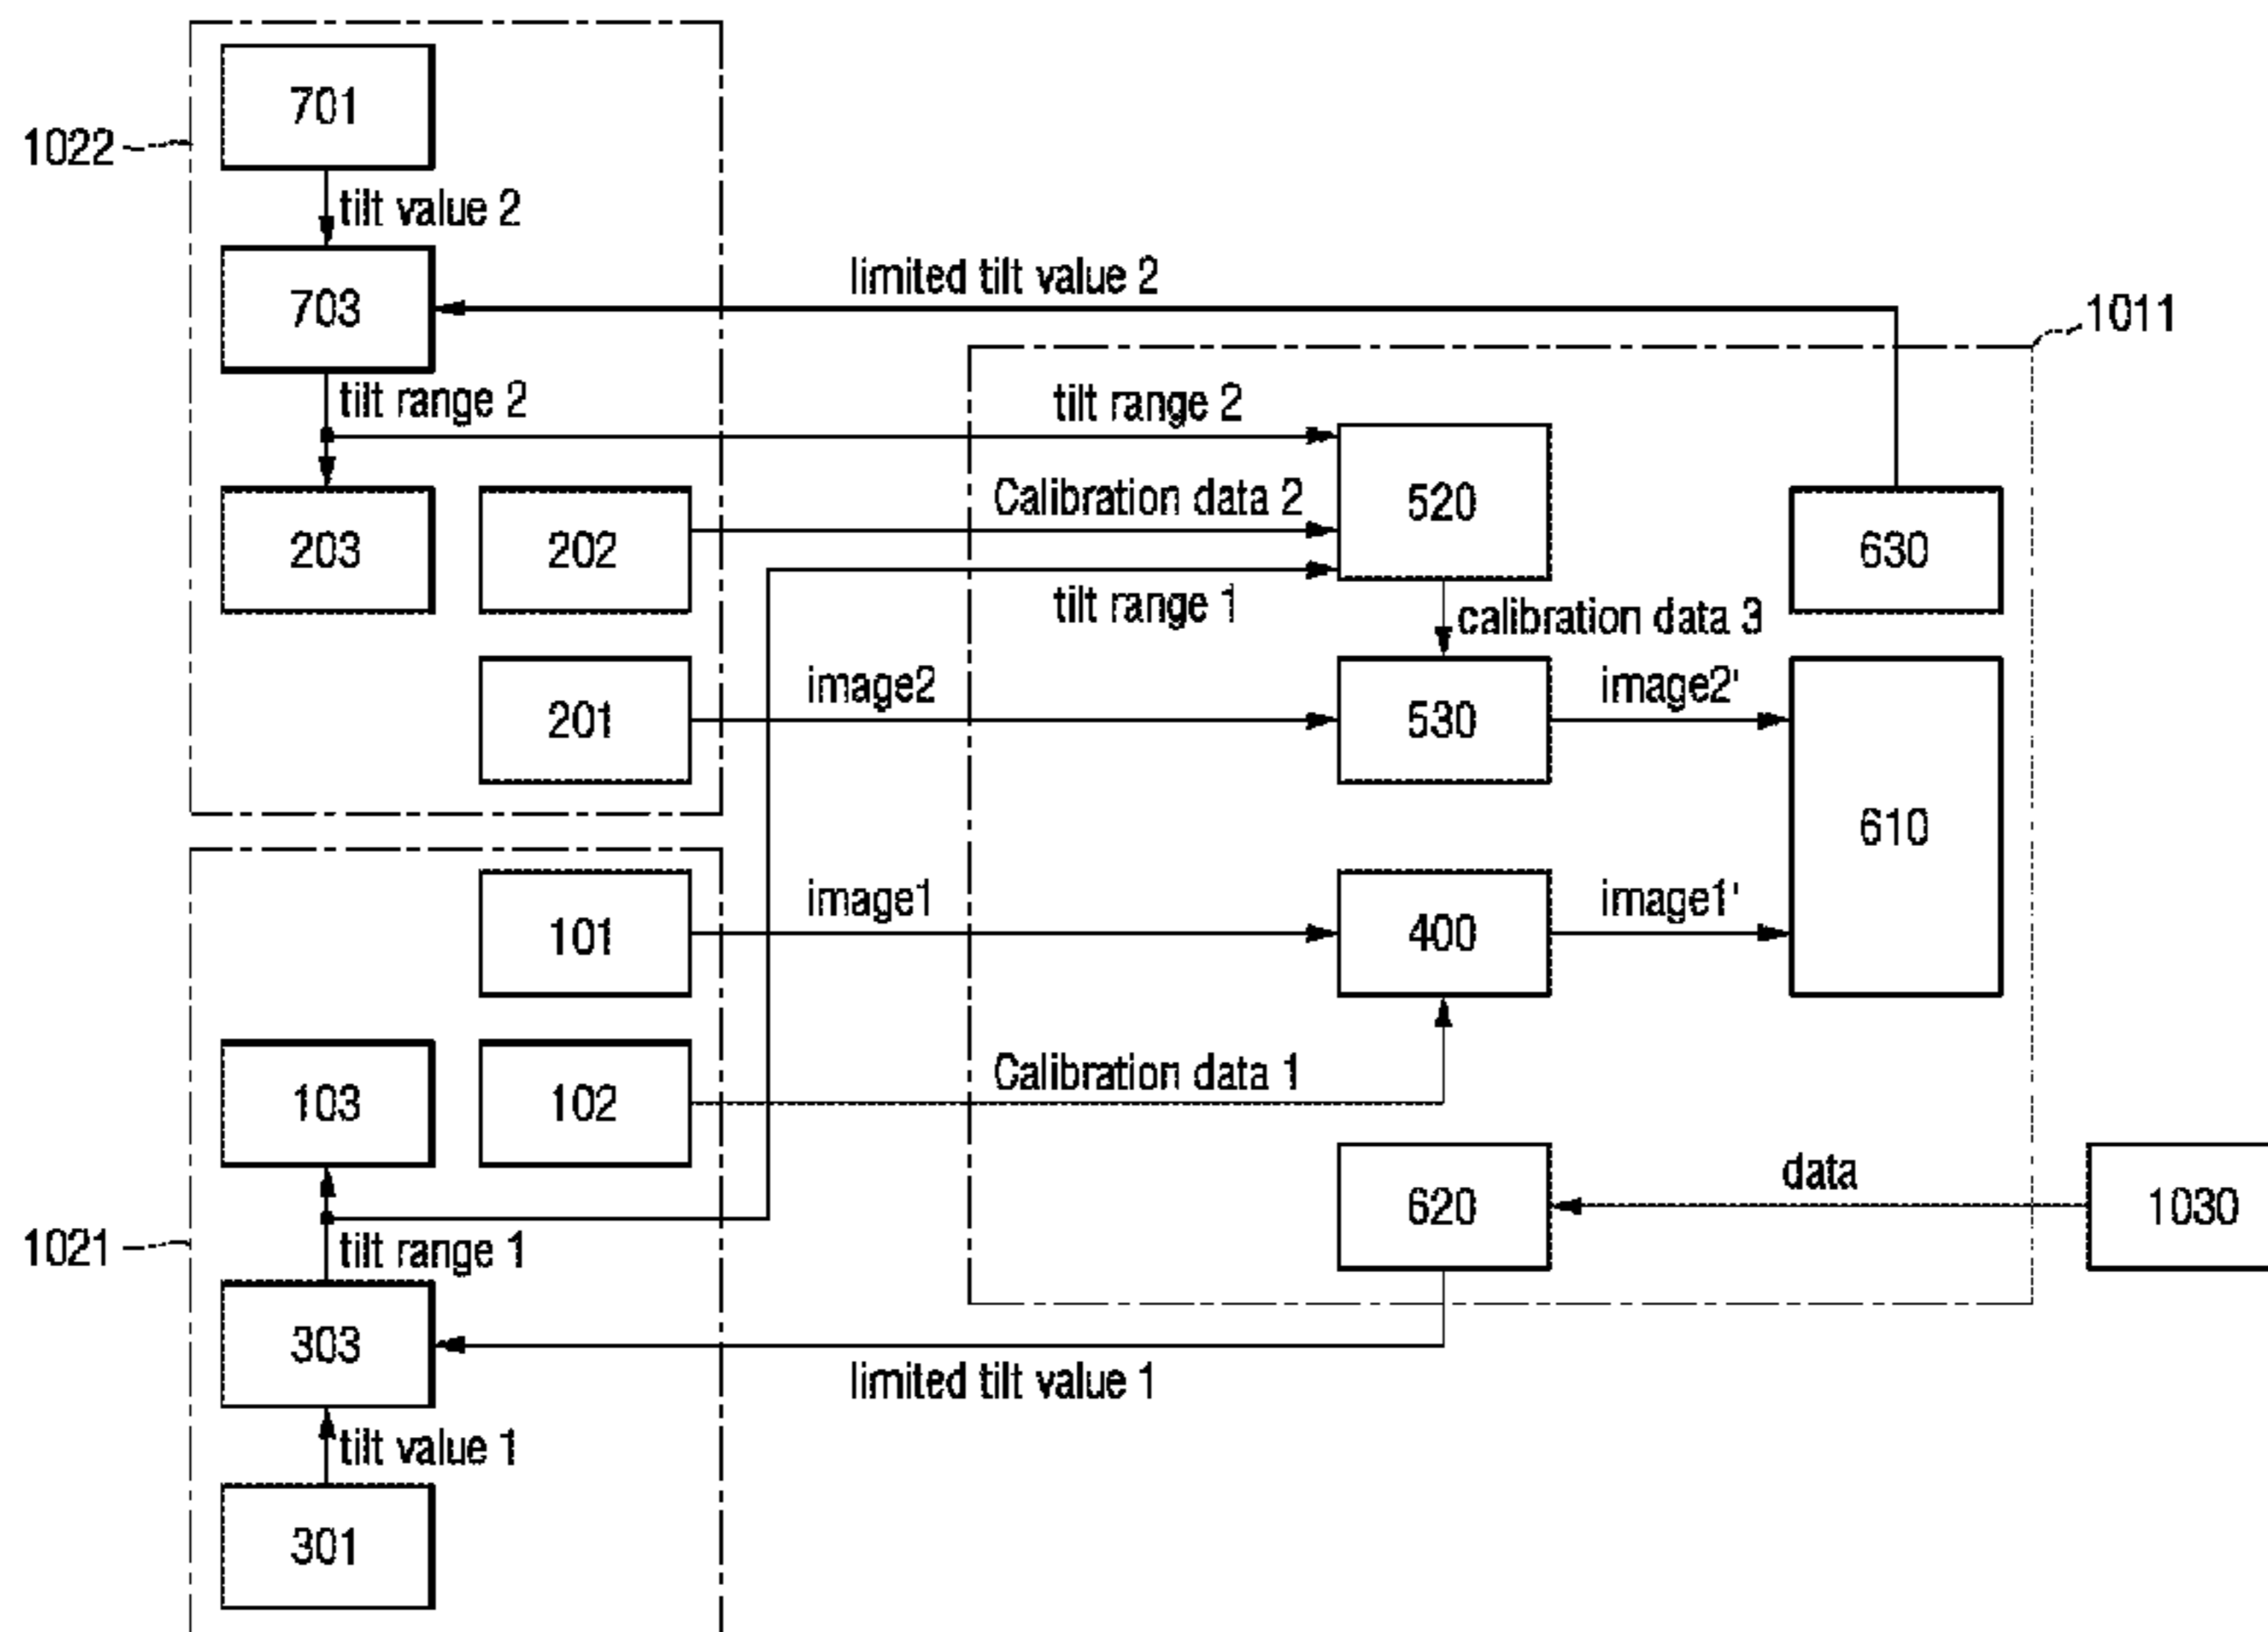 701
1022
tilt value 2
limited tilt value 2
703
1011
tilt range 2
tilt range 2
Calibration data 2
520
203
202
630
tilt range 1
calibration data 3
image2
image2'
201
530
610
image1
image1'
101
400
103
102
Calibration data 1
data
620
1030
1021
tilt range 1
303
limited tilt value 1
tilt value 1
301